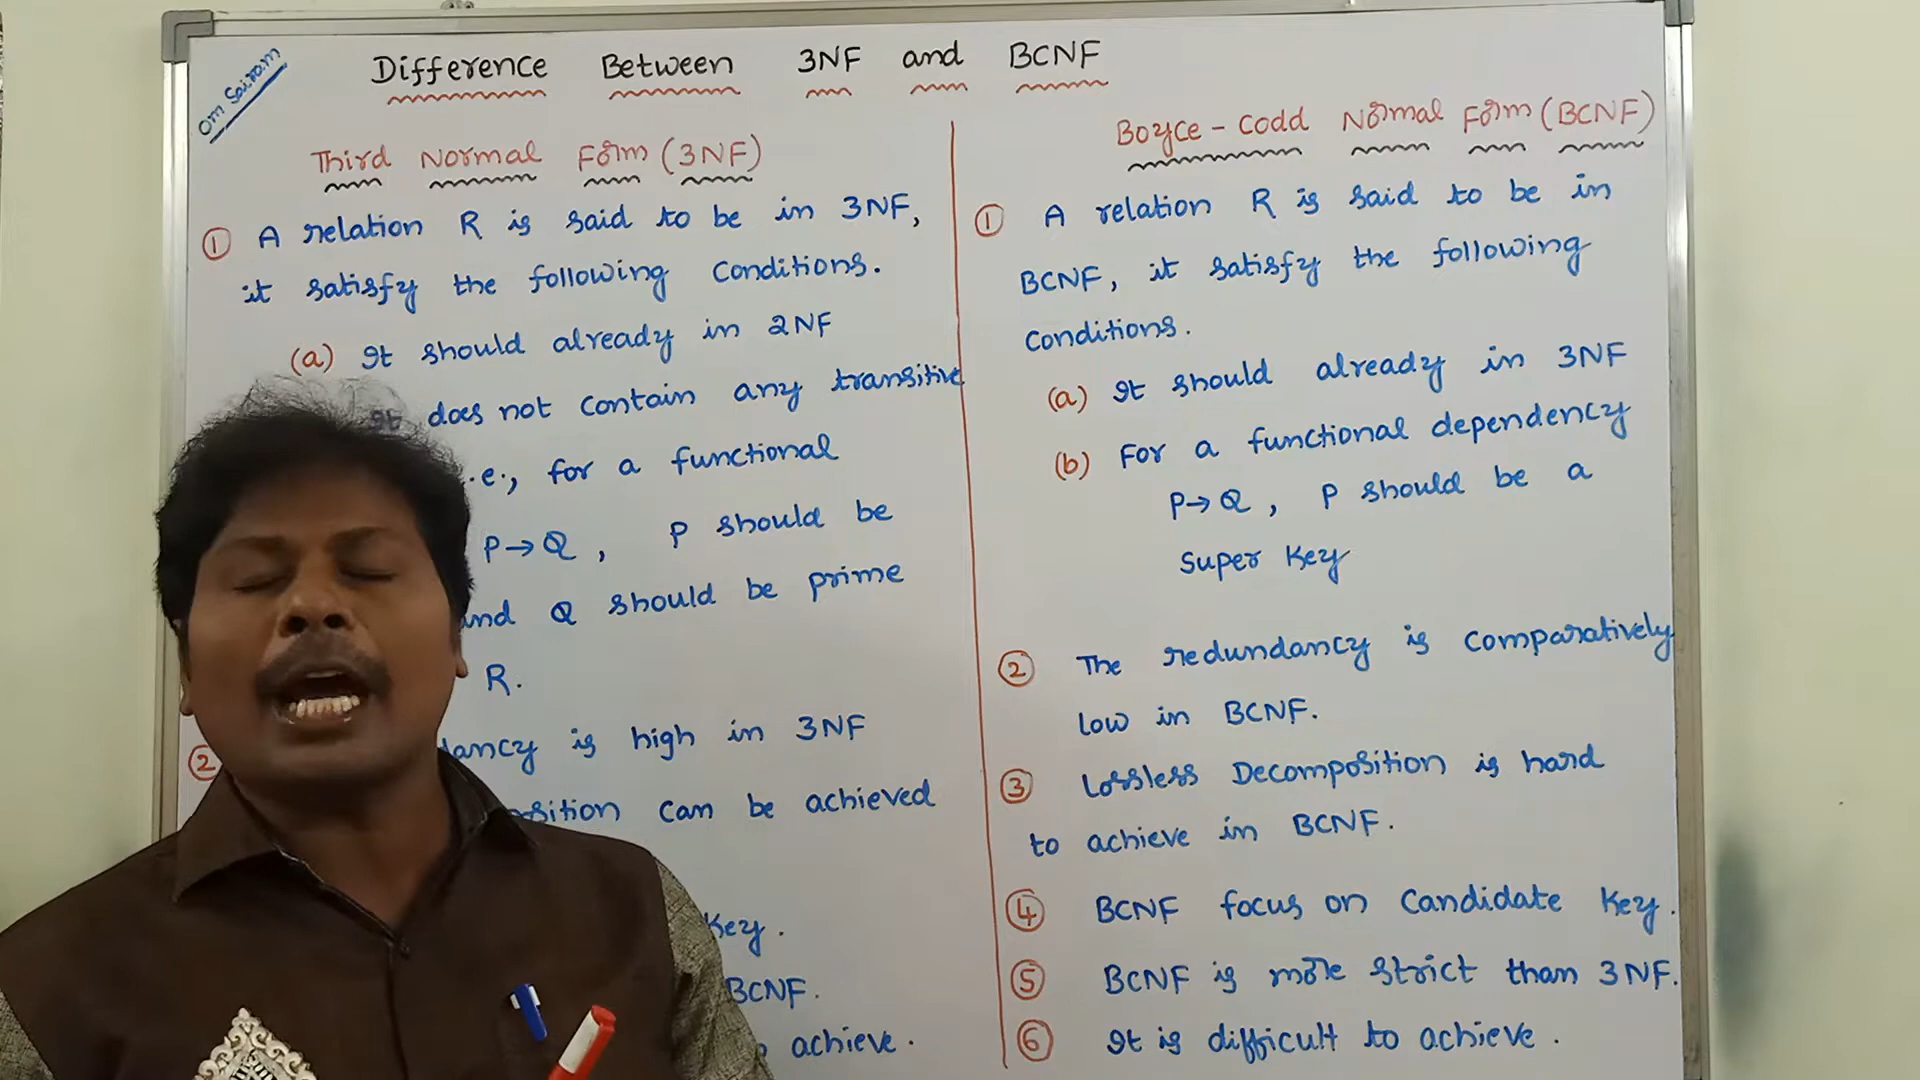 Om Sairam
Difference Between 3NF and BCNF
Third Normal Form (3NF)
① A relation R is said to be in 3NF,
it satisfy the following conditions.
(a) It should already in 2NF
It does not contain any transitive
.e., for a functional
P→Q, P should be
and Q should be prime
R.
②
is high in 3NF
can be achieved
Key.
BCNF.
achieve.
Boyce-Codd Normal Form (BCNF)
① A relation R is said to be in
BCNF, it satisfy the following
conditions.
(a) It should already in 3NF
(b) For a functional dependency
P→Q, P should be a
Super Key
② The redundancy is comparatively
low in BCNF.
③ Lossless Decomposition is hard
to achieve in BCNF.
④ BCNF focus on Candidate Key.
⑤ BCNF is more strict than 3NF.
⑥ It is difficult to achieve.